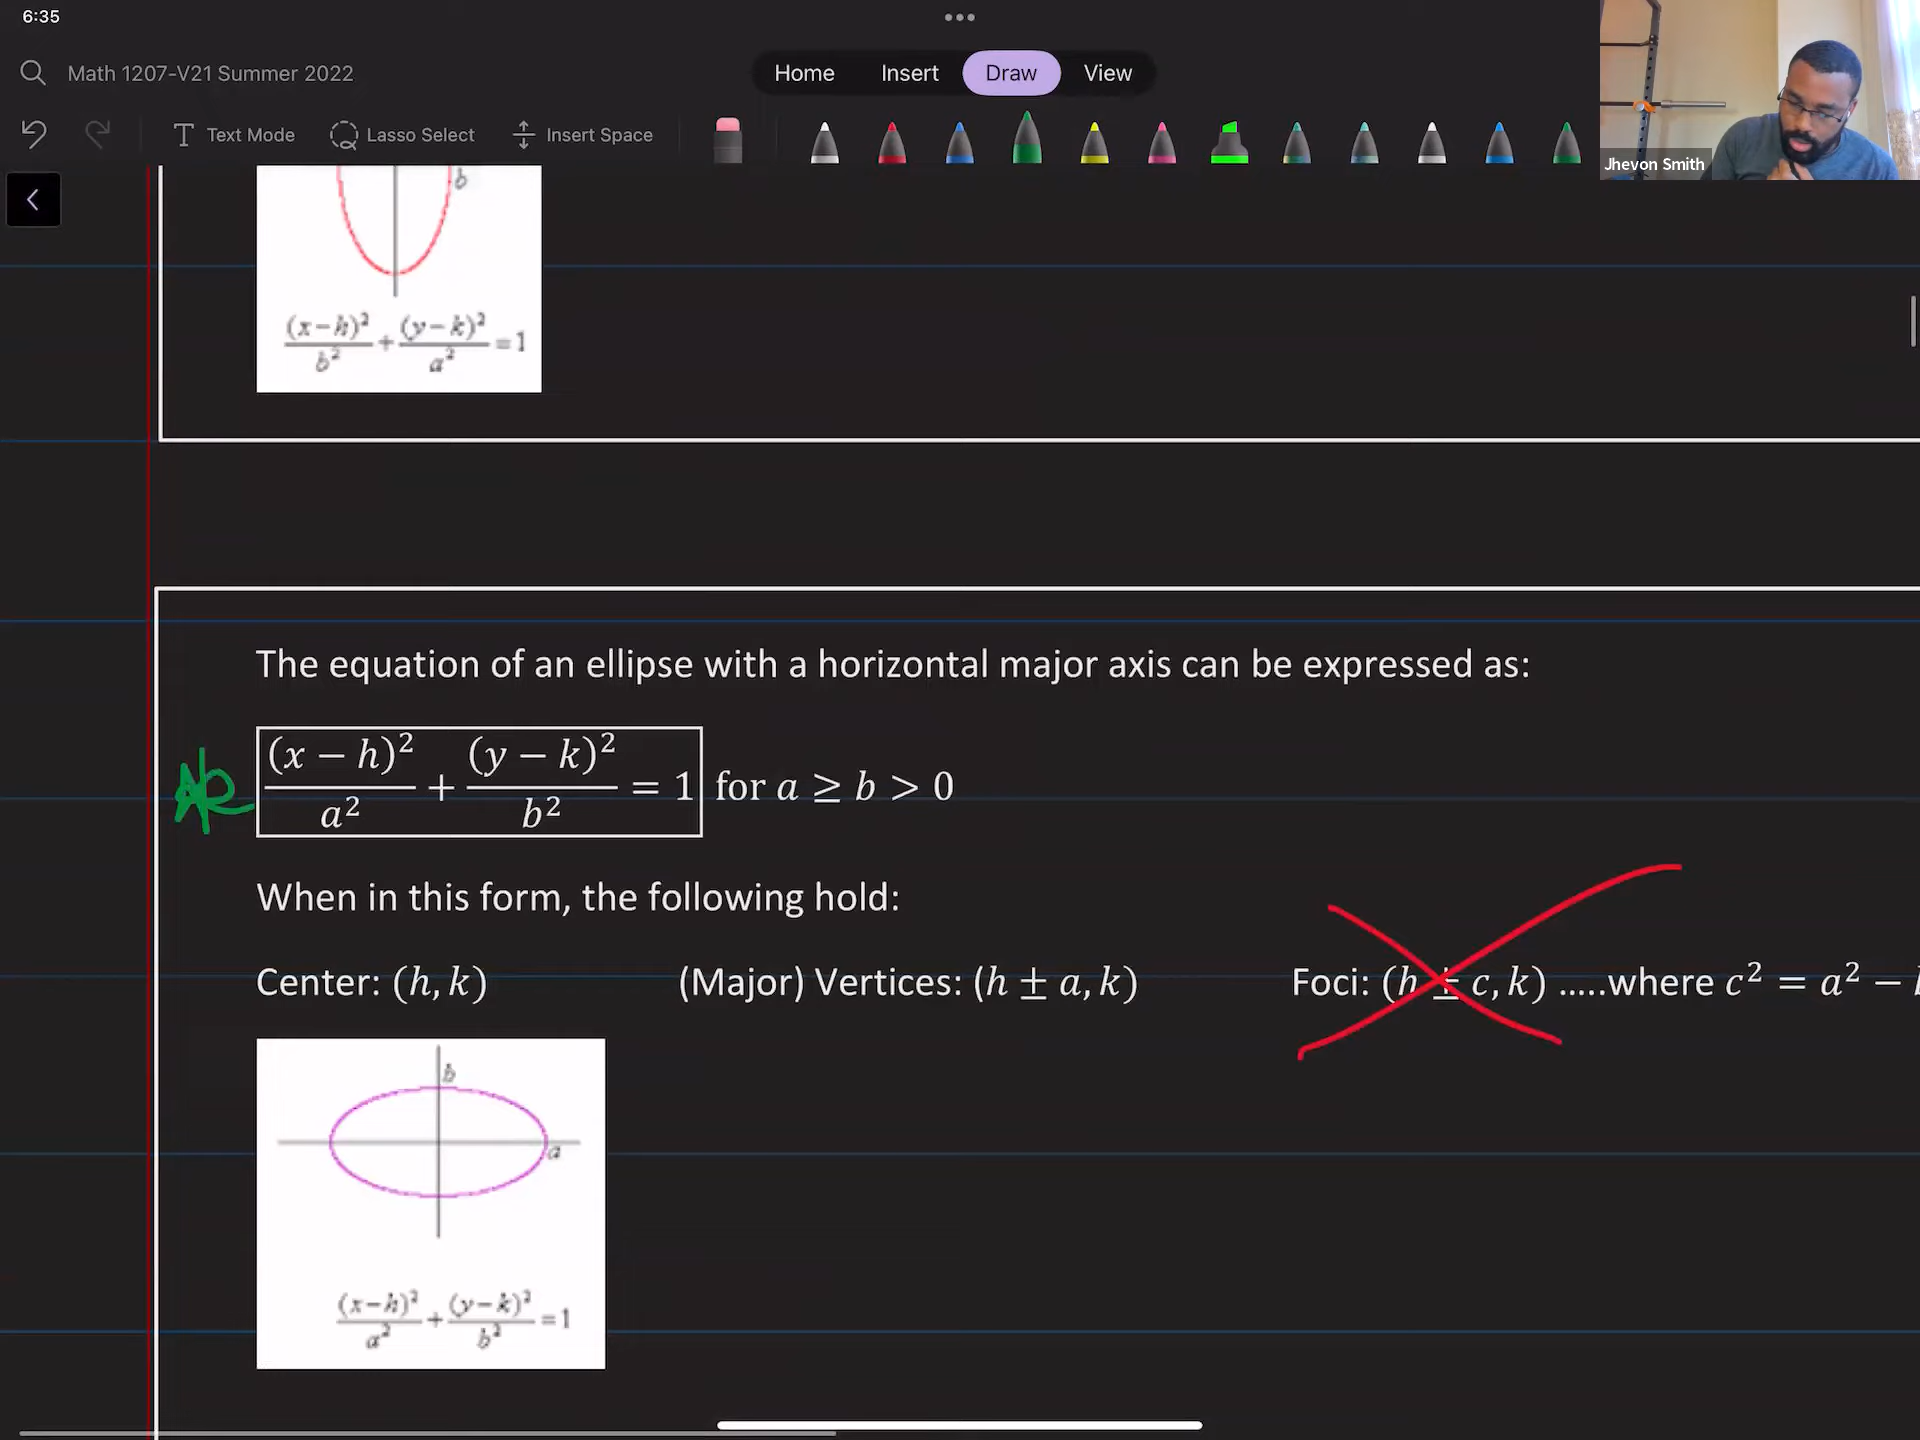 6:35
Math 1207-V21 Summer 2022
Home Insert Draw View
Text Mode Lasso Select Insert Space
Jhevon Smith
b
(x−h)²/b² + (y−k)²/a² = 1
The equation of an ellipse with a horizontal major axis can be expressed as:
(x − h)²/a² + (y − k)²/b² = 1 for a ≥ b > 0
When in this form, the following hold:
Center: (h, k) (Major) Vertices: (h ± a, k) Foci: (h ± c, k) .....where c² = a² −
b
a
(x−h)²/a² + (y−k)²/b² = 1